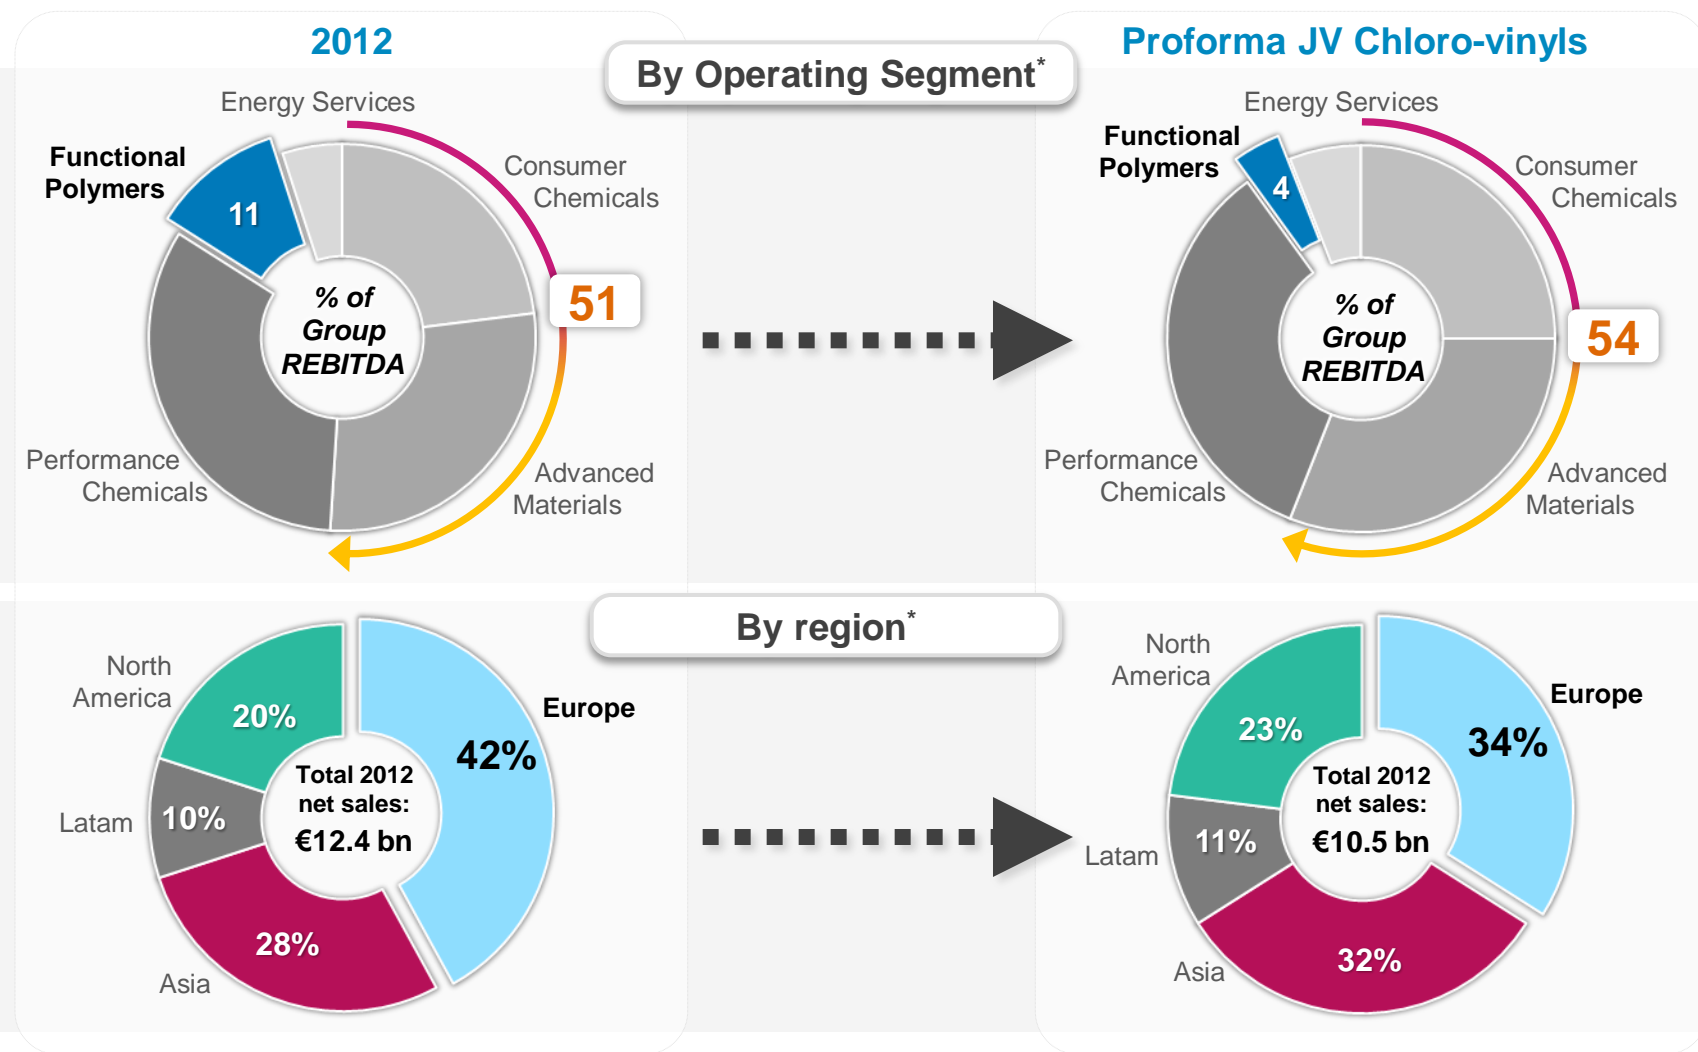 2012
Proforma JV Chloro-vinyls
By Operating Segment*
Energy Services
Functional
Polymers
11
Consumer
Chemicals
51
% of
Group
REBITDA
Performance
Chemicals
Advanced
Materials
Energy Services
Functional
Polymers
4
Consumer
Chemicals
54
% of
Group
REBITDA
Performance
Chemicals
Advanced
Materials
By region*
North
America
20%
Europe
42%
Total 2012
net sales:
€12.4 bn
Latam
10%
28%
Asia
North
America
23%
Europe
34%
Total 2012
net sales:
€10.5 bn
Latam
11%
32%
Asia